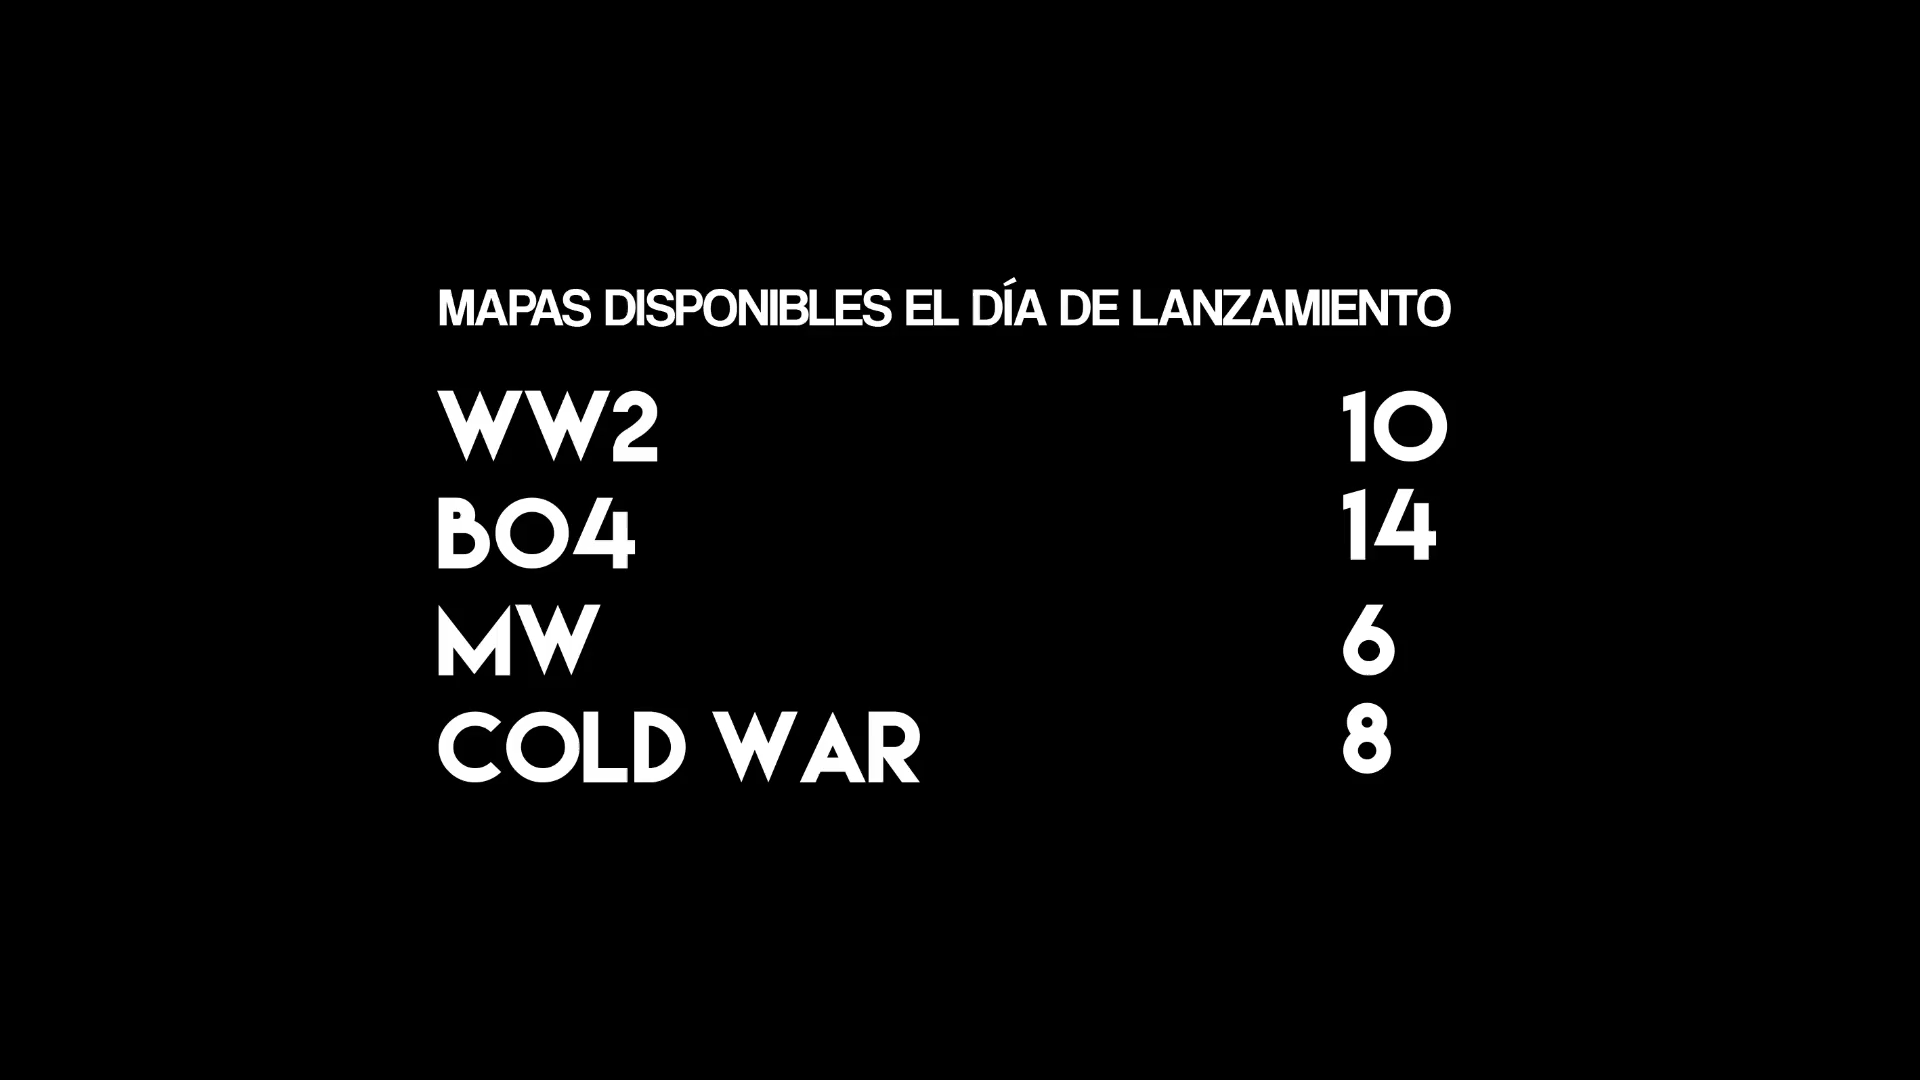 MAPAS DISPONIBLES EL DÍA DE LANZAMIENTO
WW2 10
BO4 14
MW 6
COLD WAR 8